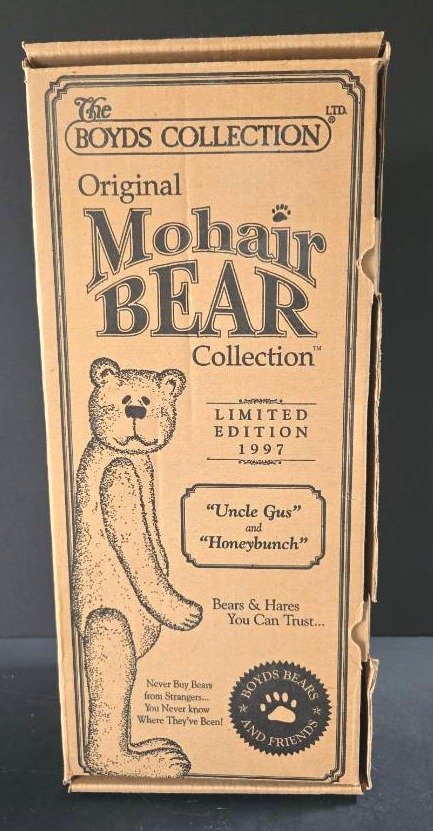 The
LTD.
BOYDS COLLECTION®
Original
Mohair
BEAR
Collection™
LIMITED
EDITION
1997
"Uncle Gus"
and
"Honeybunch"
Bears & Hares
You Can Trust...
Never Buy Bears
from Strangers...
You Never know
Where They've Been!
BOYDS BEARS
AND FRIENDS